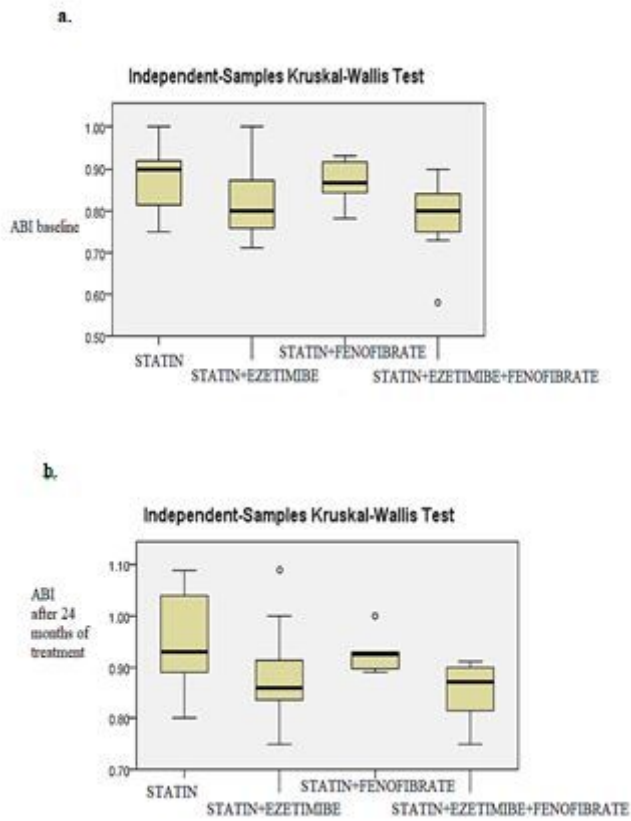 a.
Independent-Samples Kruskal-Wallis Test
1.00
0.90
0.80
ABI baseline
0.70
0.60
0.50
STATIN
STATIN+EZETIMIBE
STATIN+FENOFIBRATE
STATIN+EZETIMIBE+FENOFIBRATE
b.
Independent-Samples Kruskal-Wallis Test
1.10
ABI
after 24
months of
treatment
1.00
0.90
0.80
0.70
STATIN
STATIN+EZETIMIBE
STATIN+FENOFIBRATE
STATIN+EZETIMIBE+FENOFIBRATE